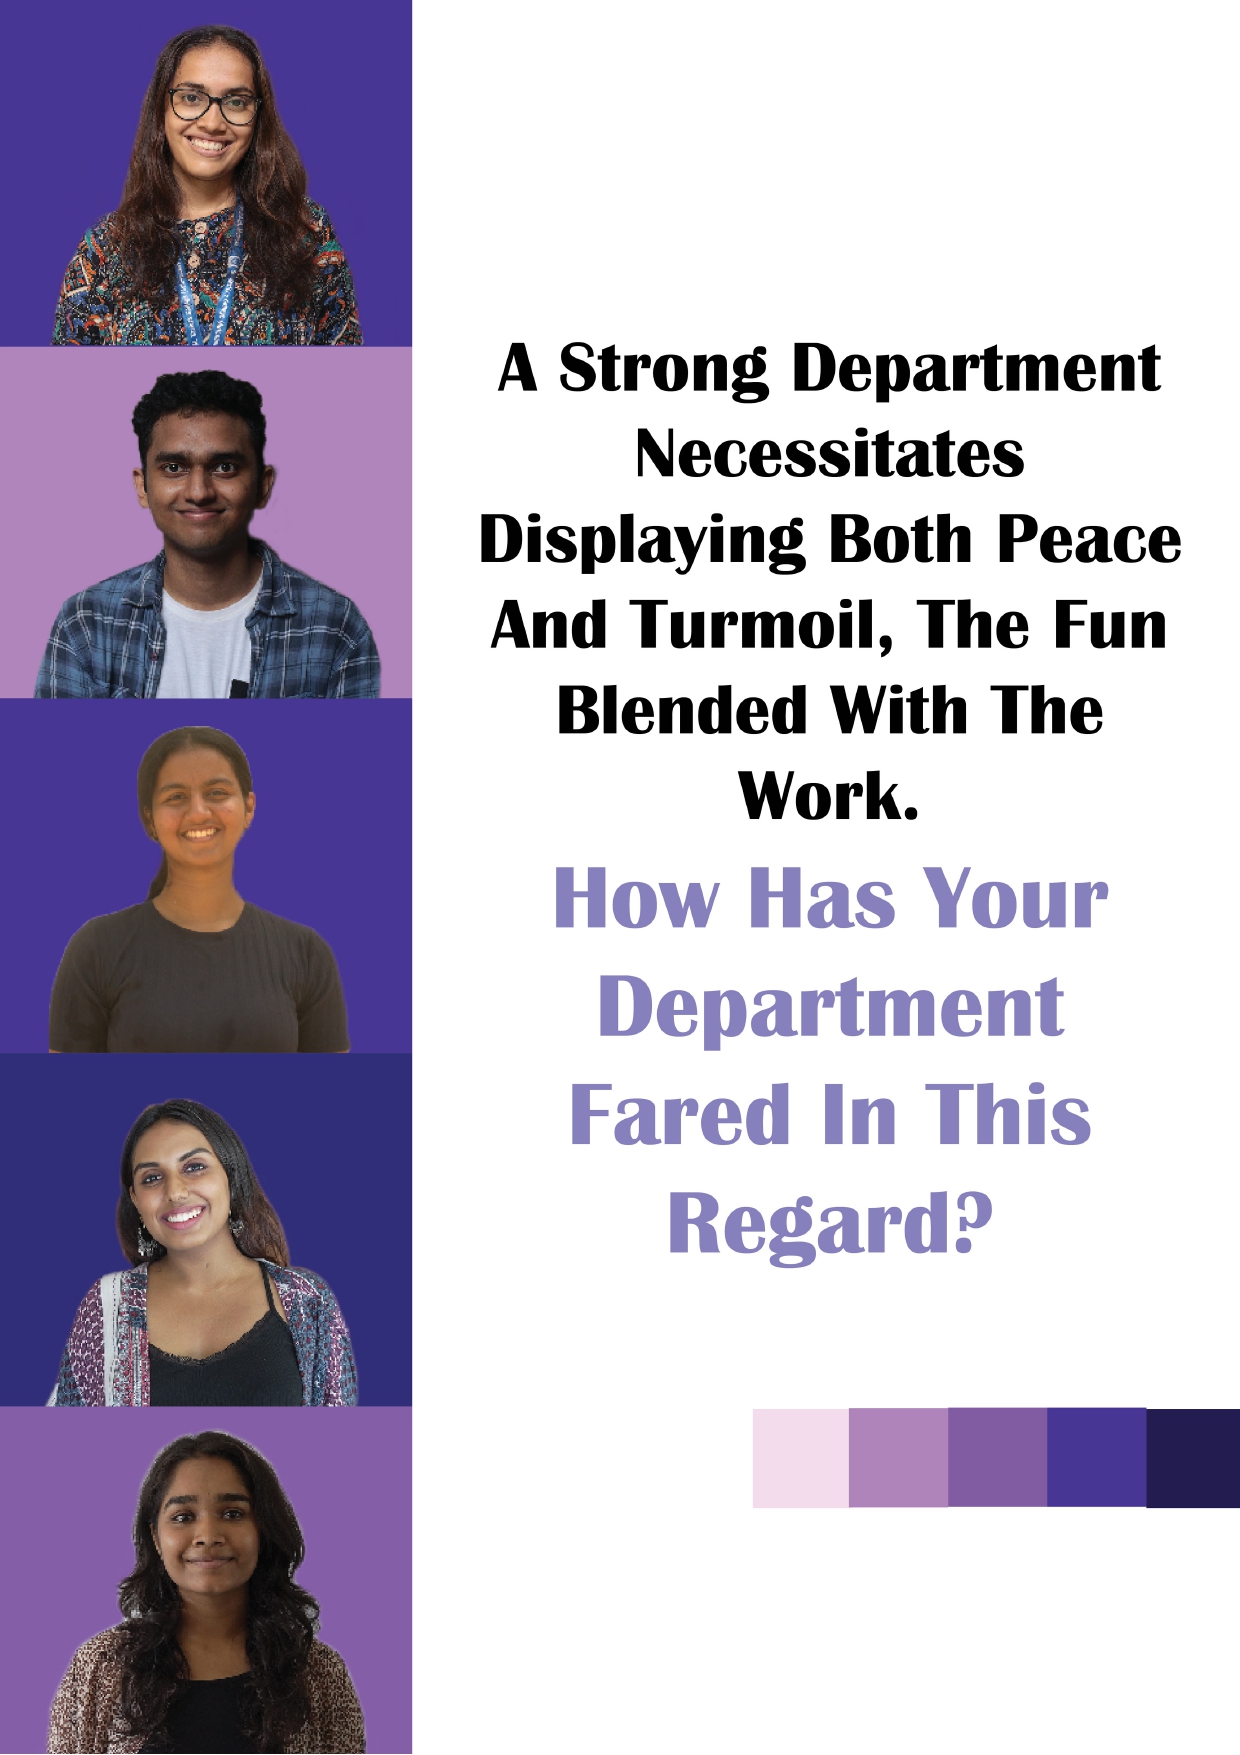 A Strong Department
Necessitates
Displaying Both Peace
And Turmoil, The Fun
Blended With The
Work.
How Has Your
Department
Fared In This
Regard?